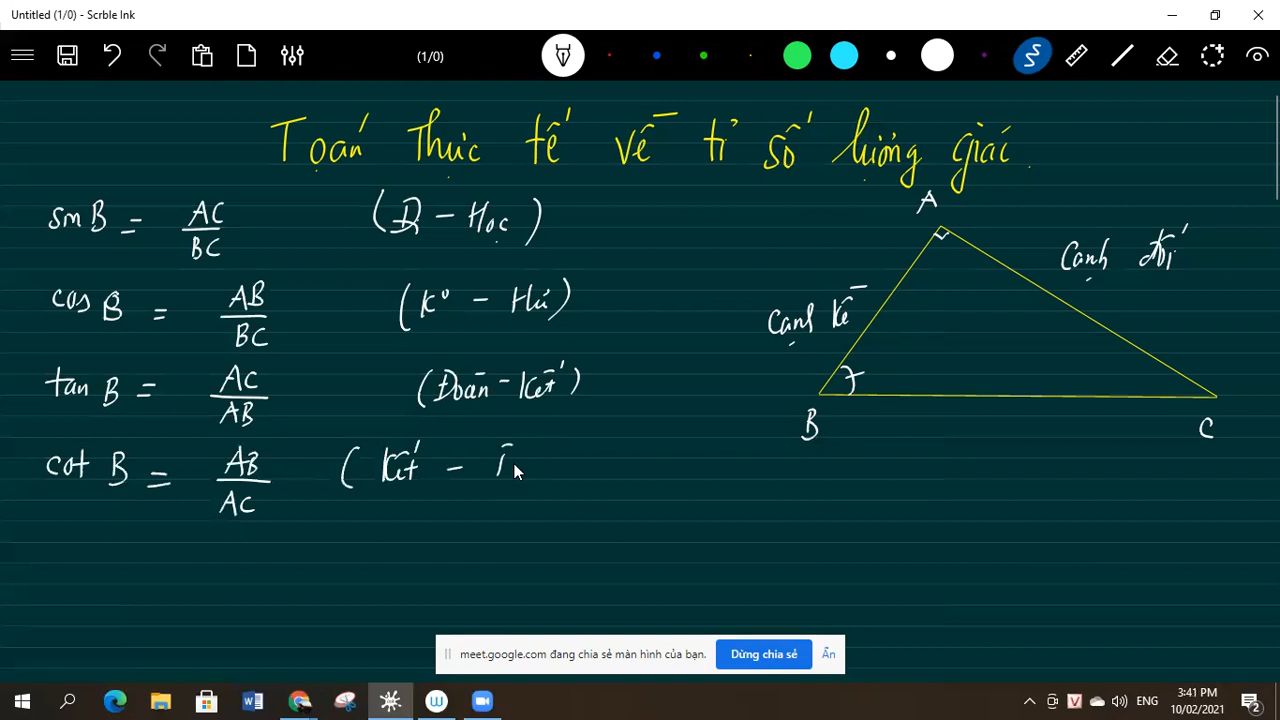 Untitled (1/0) - Scrble Ink
(1/0)
Toán thực tế về tỉ số lượng giác.
sin B = AC / BC (Đi - Học)
cos B = AB / BC (Kô - Hư)
tan B = AC / AB (Đoàn - Kết)
cot B = AB / AC ( Kết -
A
Cạnh đối
Cạnh kề
B
C
meet.google.com đang chia sẻ màn hình của bạn.
Dừng chia sẻ
Ẩn
ENG
3:41 PM
10/02/2021
2